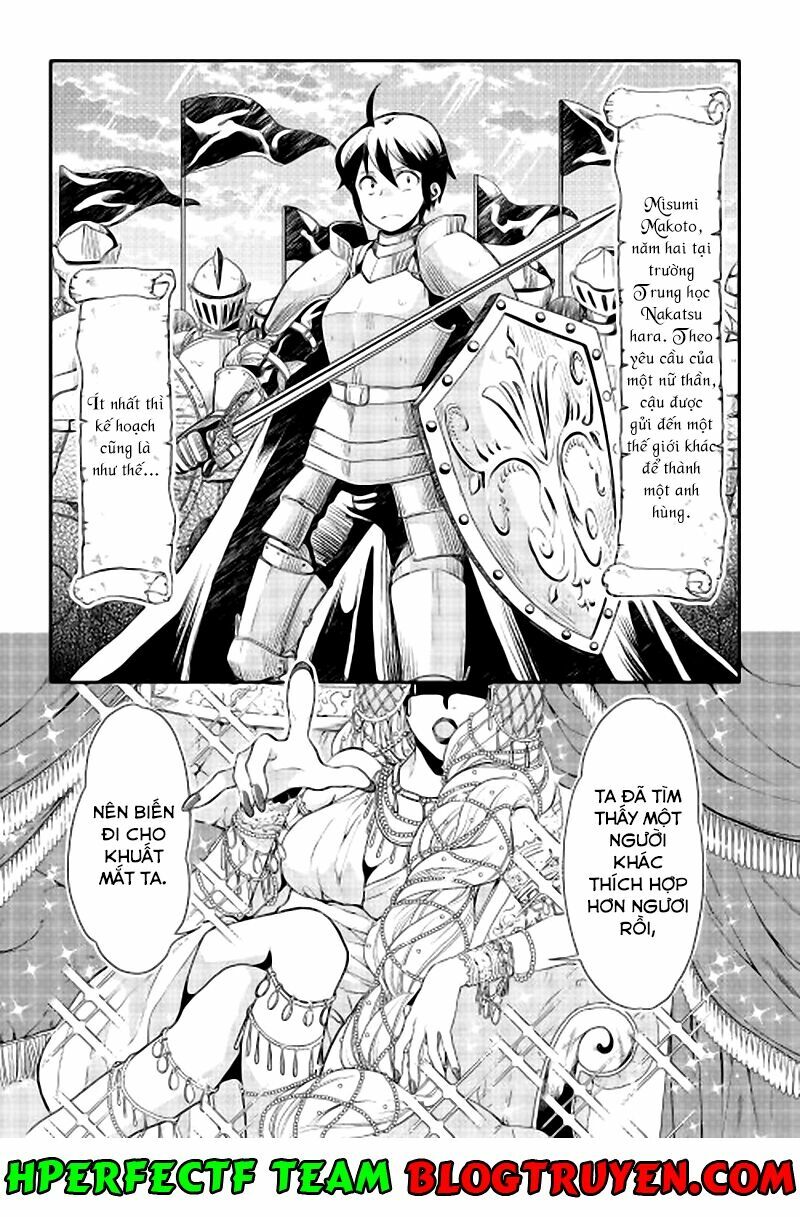 Misumi
Makoto,
năm hai tại
trường
Trung học
Nakatsu
hara. Theo
yêu cầu của
một nữ thần,
cậu được
gửi đến một
thế giới khác
để thành
một anh
hùng.
Ít nhất thì
kế hoạch
cũng là
như thế...
TA ĐÃ TÌM
THẤY MỘT
NGƯỜI
KHÁC
THÍCH HỢP
HƠN NGƯƠI
RỒI,
NÊN BIẾN
ĐI CHO
KHUẤT
MẮT TA.
HPERFECTF TEAM BLOGTRUYEN.COM